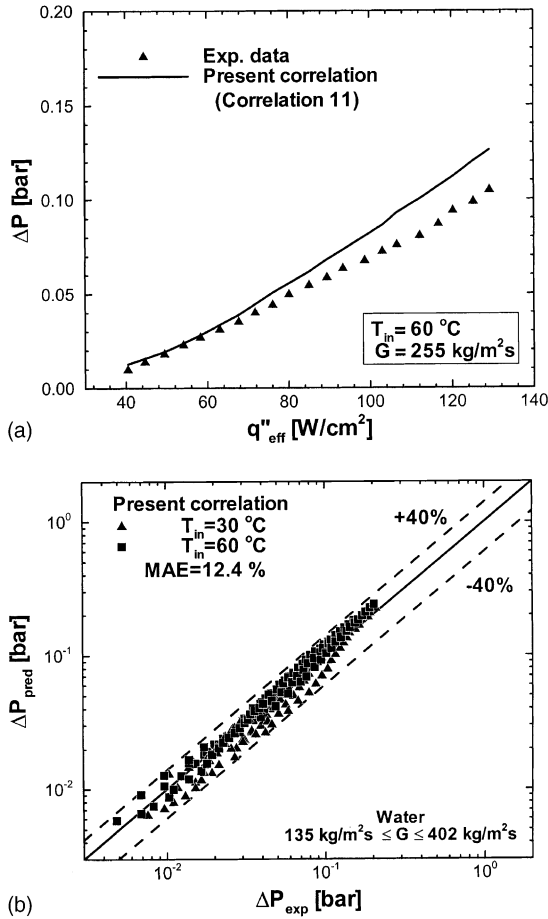 0.20
0.15
0.10
0.05
0.00
ΔP [bar]
Exp. data
Present correlation
(Correlation 11)
T_in= 60 °C
G = 255 kg/m²s
20 40 60 80 100 120 140
q"_eff [W/cm²]
(a)
Present correlation
T_in=30 °C
T_in=60 °C
MAE=12.4 %
+40%
-40%
10⁰
10⁻¹
10⁻²
ΔP_pred [bar]
Water
135 kg/m²s ≤ G ≤ 402 kg/m²s
10⁻² 10⁻¹ 10⁰
ΔP_exp [bar]
(b)